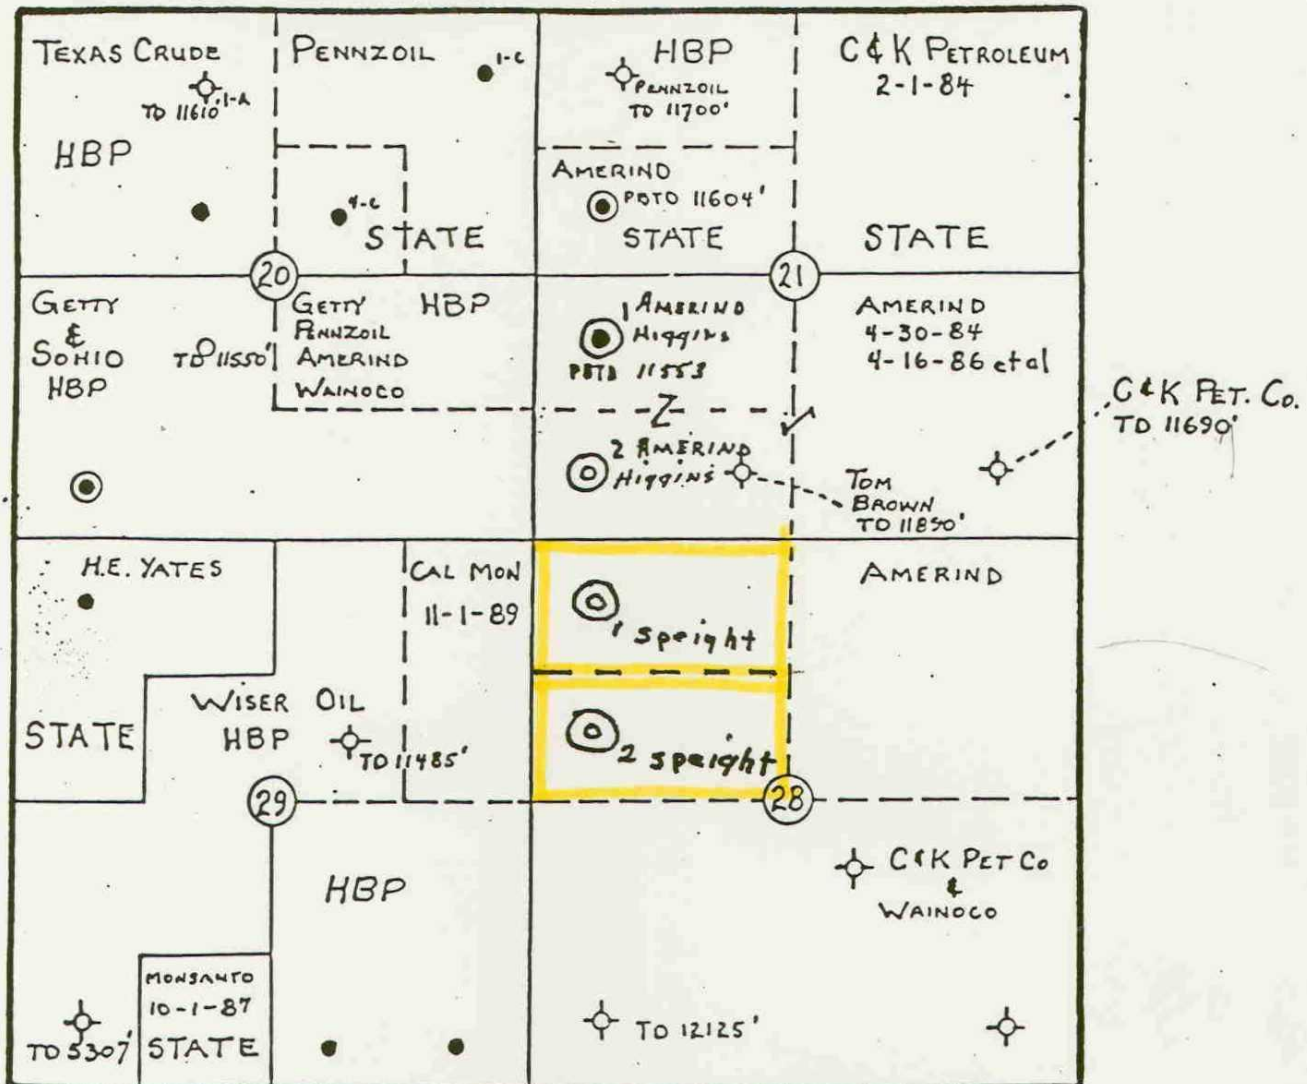 TEXAS CRUDE
1-A
TD 11610'
HBP
PENNZOIL
1-C
4-C
STATE
HBP
PENNZOIL
TD 11700'
AMERIND
PBTD 11604'
STATE
C & K PETROLEUM
2-1-84
STATE
20
21
GETTY
&
SOHIO
HBP
TD 11550'
GETTY
PENNZOIL
AMERIND
WAINOCO
HBP
1 AMERIND
HIGGINS
PBTD 11553
Z
2 AMERIND
HIGGINS
AMERIND
4-30-84
4-16-86 et al
TOM
BROWN
TD 11850'
C & K PET. CO.
TD 11690'
H.E. YATES
STATE
CAL MON
11-1-89
WISER OIL
HBP
TD 11485'
1 speight
2 speight
AMERIND
29
28
HBP
MONSANTO
10-1-87
STATE
TD 5307'
C & K PET CO
&
WAINOCO
TD 12125'